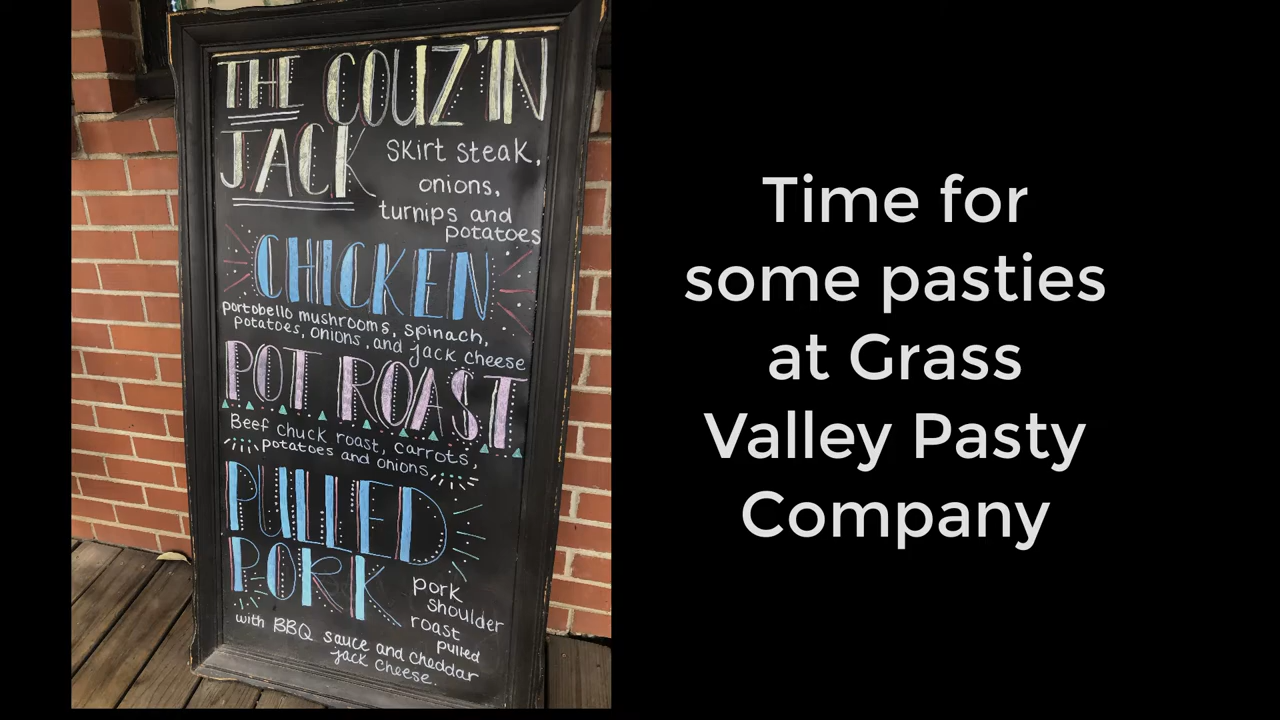 THE COUZ'IN
JACK
Skirt steak,
onions,
turnips and
potatoes
CHICKEN
portobello mushrooms, spinach,
potatoes, onions, and jack cheese
POT ROAST
Beef chuck roast, carrots,
potatoes and onions,
PULLED
PORK
pork
shoulder
roast
pulled
with BBQ sauce and cheddar
jack cheese.
Time for
some pasties
at Grass
Valley Pasty
Company